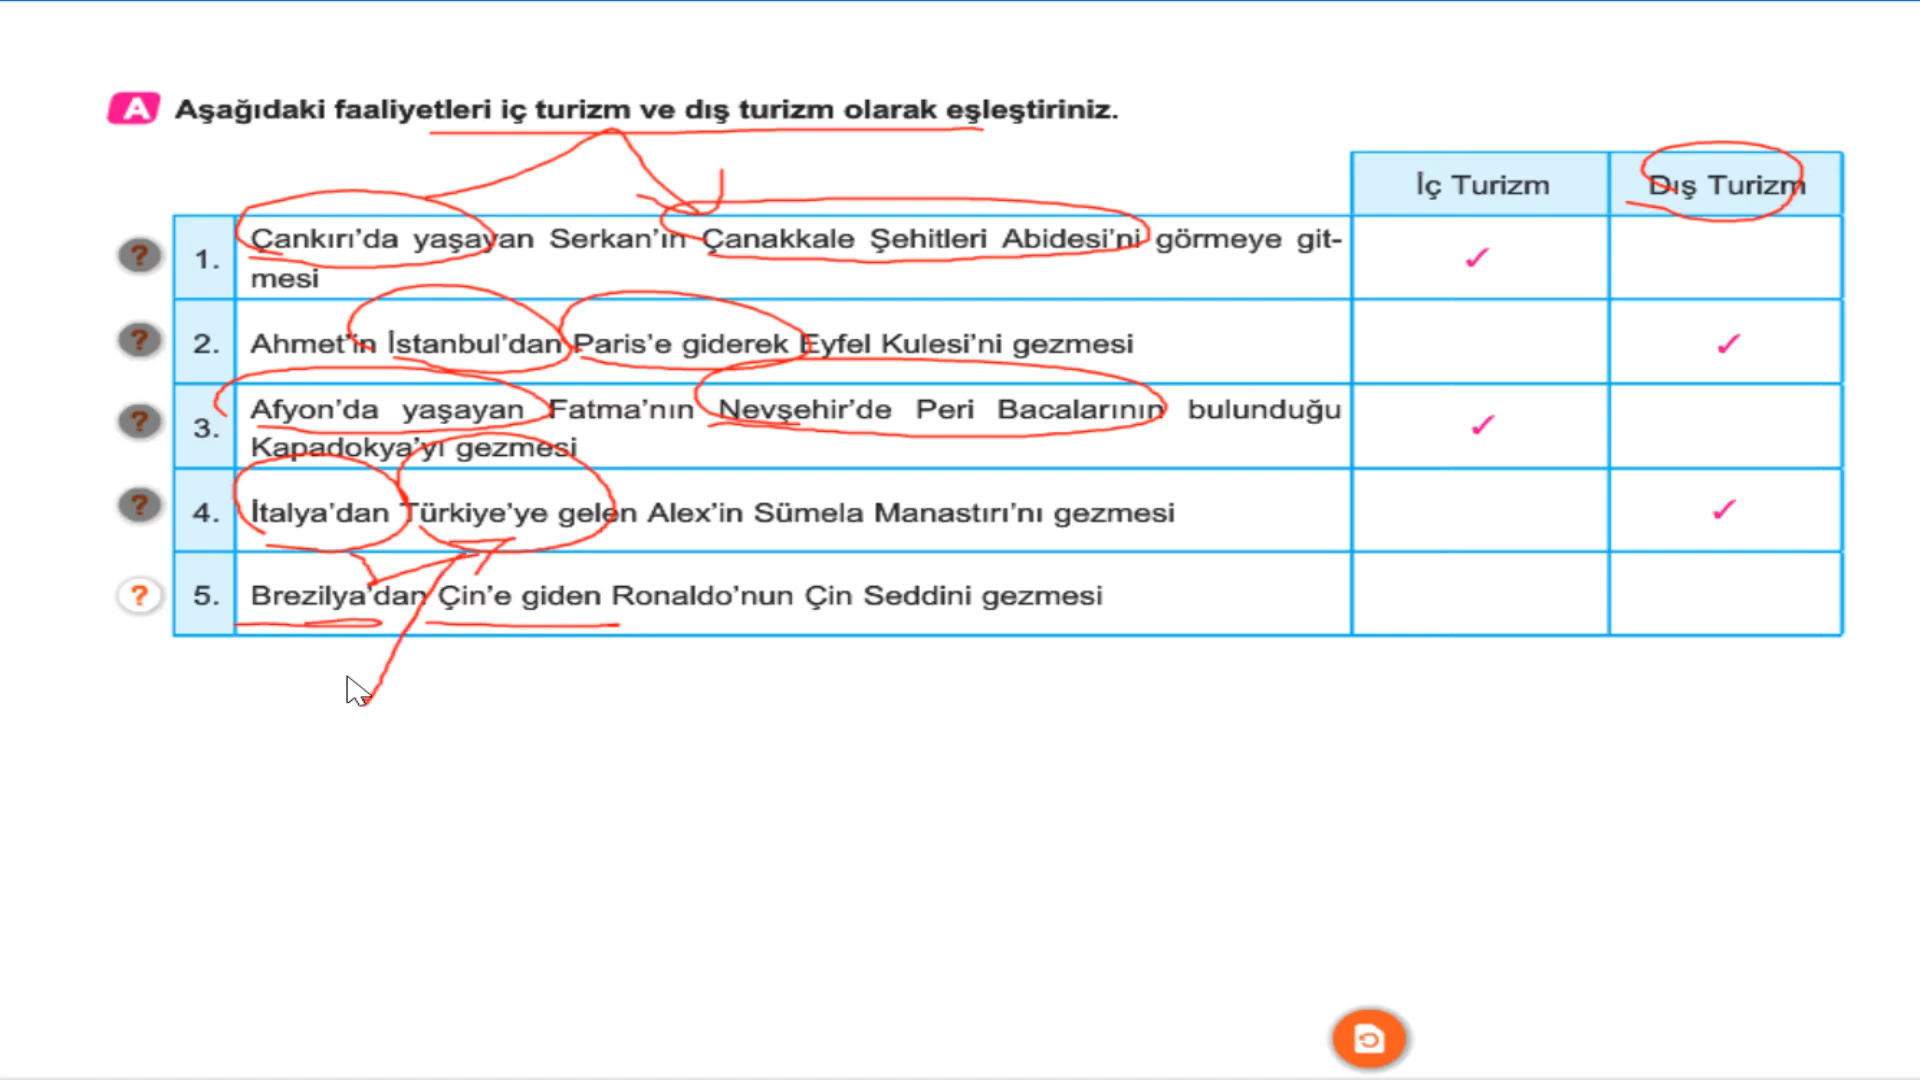 A Aşağıdaki faaliyetleri iç turizm ve dış turizm olarak eşleştiriniz.
İç Turizm Dış Turizm
? 1. Çankırı’da yaşayan Serkan’ın Çanakkale Şehitleri Abidesi’ni görmeye git-
mesi ✓
? 2. Ahmet’in İstanbul’dan Paris’e giderek Eyfel Kulesi’ni gezmesi ✓
? 3. Afyon’da yaşayan Fatma’nın Nevşehir’de Peri Bacalarının bulunduğu
Kapadokya’yı gezmesi ✓
? 4. İtalya’dan Türkiye’ye gelen Alex’in Sümela Manastırı’nı gezmesi ✓
? 5. Brezilya’dan Çin’e giden Ronaldo’nun Çin Seddini gezmesi